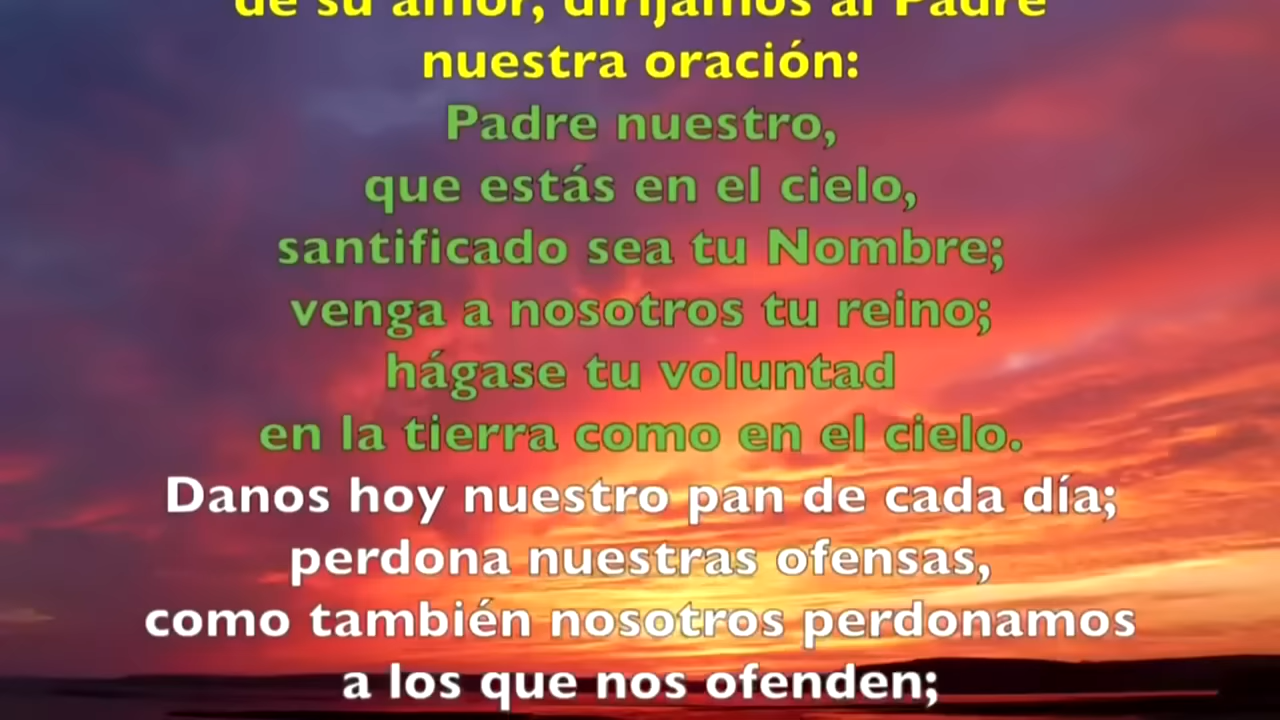 de su amor, dirijamos al Padre
nuestra oración:
Padre nuestro,
que estás en el cielo,
santificado sea tu Nombre;
venga a nosotros tu reino;
hágase tu voluntad
en la tierra como en el cielo.
Danos hoy nuestro pan de cada día;
perdona nuestras ofensas,
como también nosotros perdonamos
a los que nos ofenden;